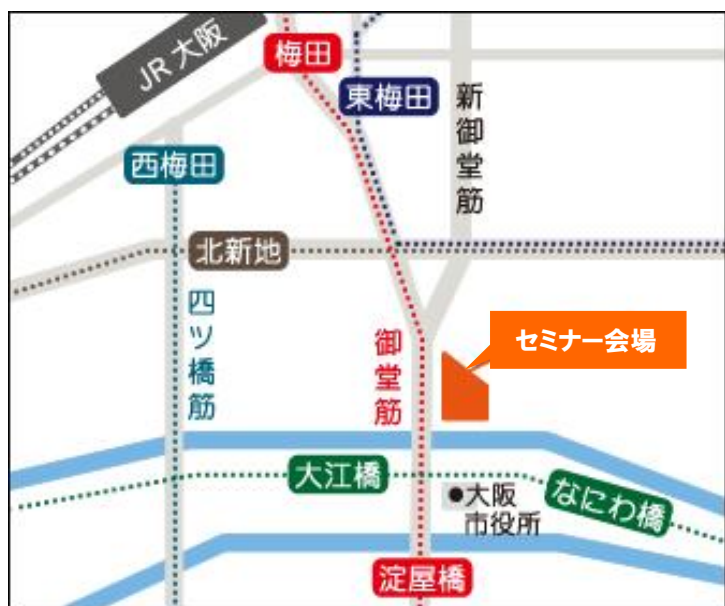 JR 大阪
梅田
東梅田
新御堂筋
西梅田
北新地
四ツ橋筋
御堂筋
セミナー会場
大江橋
なにわ橋
●大阪
市役所
淀屋橋